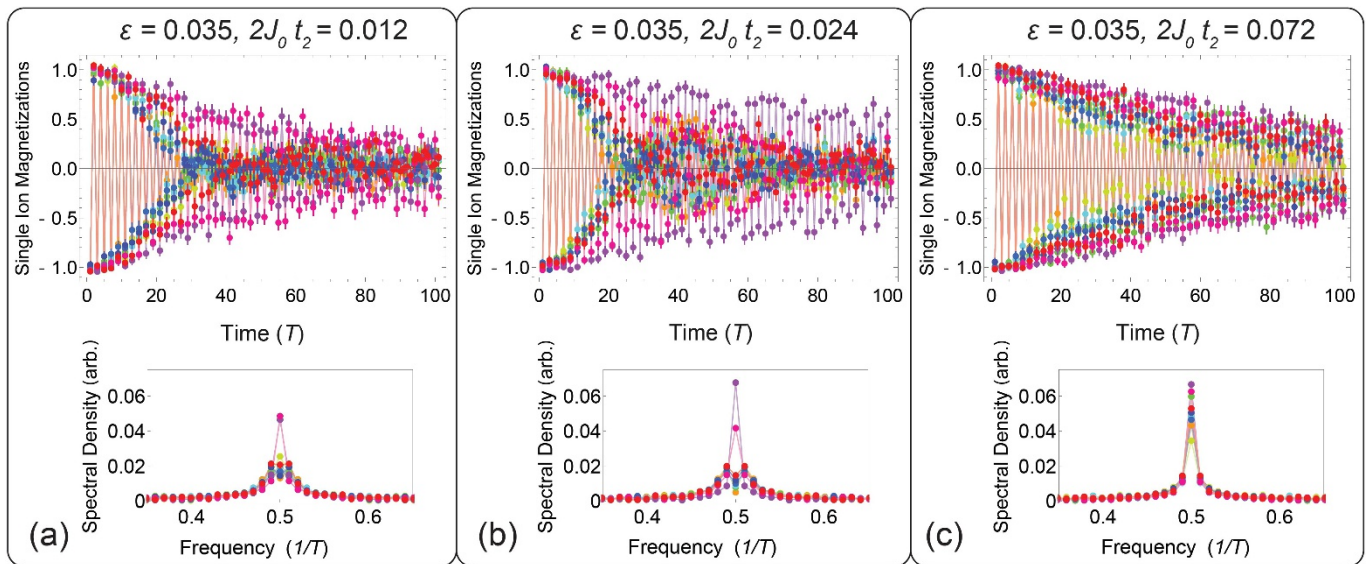 ε = 0.035, 2J₀ t₂ = 0.012
Single Ion Magnetizations
1.0
0.5
0.0
- 0.5
- 1.0
0 20 40 60 80 100
Time (T)
Spectral Density (arb.)
0.06
0.04
0.02
0
0.4 0.5 0.6
Frequency (1/T)
(a)
ε = 0.035, 2J₀ t₂ = 0.024
Single Ion Magnetizations
1.0
0.5
0.0
- 0.5
- 1.0
0 20 40 60 80 100
Time (T)
Spectral Density (arb.)
0.06
0.04
0.02
0
0.4 0.5 0.6
Frequency (1/T)
(b)
ε = 0.035, 2J₀ t₂ = 0.072
Single Ion Magnetizations
1.0
0.5
0.0
- 0.5
- 1.0
0 20 40 60 80 100
Time (T)
Spectral Density (arb.)
0.06
0.04
0.02
0
0.4 0.5 0.6
Frequency (1/T)
(c)